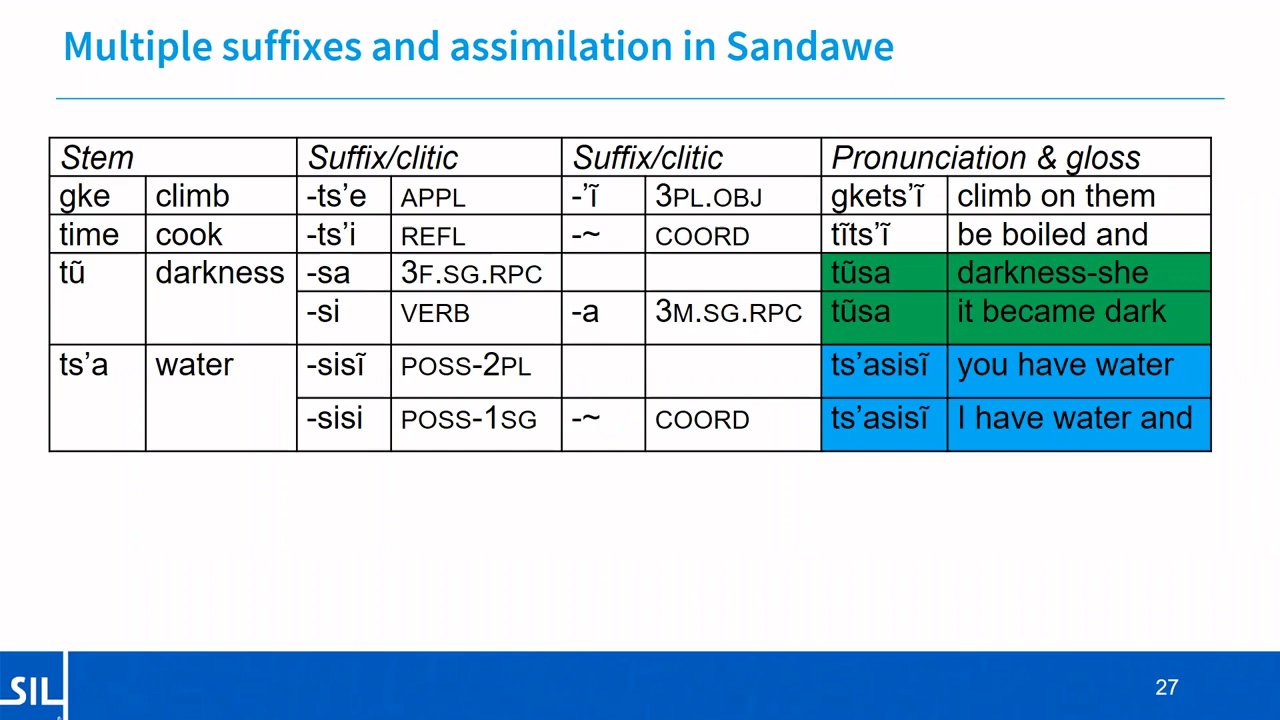 Multiple suffixes and assimilation in Sandawe
Stem Suffix/clitic Suffix/clitic Pronunciation & gloss
gke climb -ts’e APPL -’ĩ 3PL.OBJ gkets’ĩ climb on them
time cook -ts’i REFL -~ COORD tĩts’ĩ be boiled and
tũ darkness -sa 3F.SG.RPC tũsa darkness-she
-si VERB -a 3M.SG.RPC tũsa it became dark
ts’a water -sisĩ POSS-2PL ts’asisĩ you have water
-sisi POSS-1SG -~ COORD ts’asisĩ I have water and
SIL
27